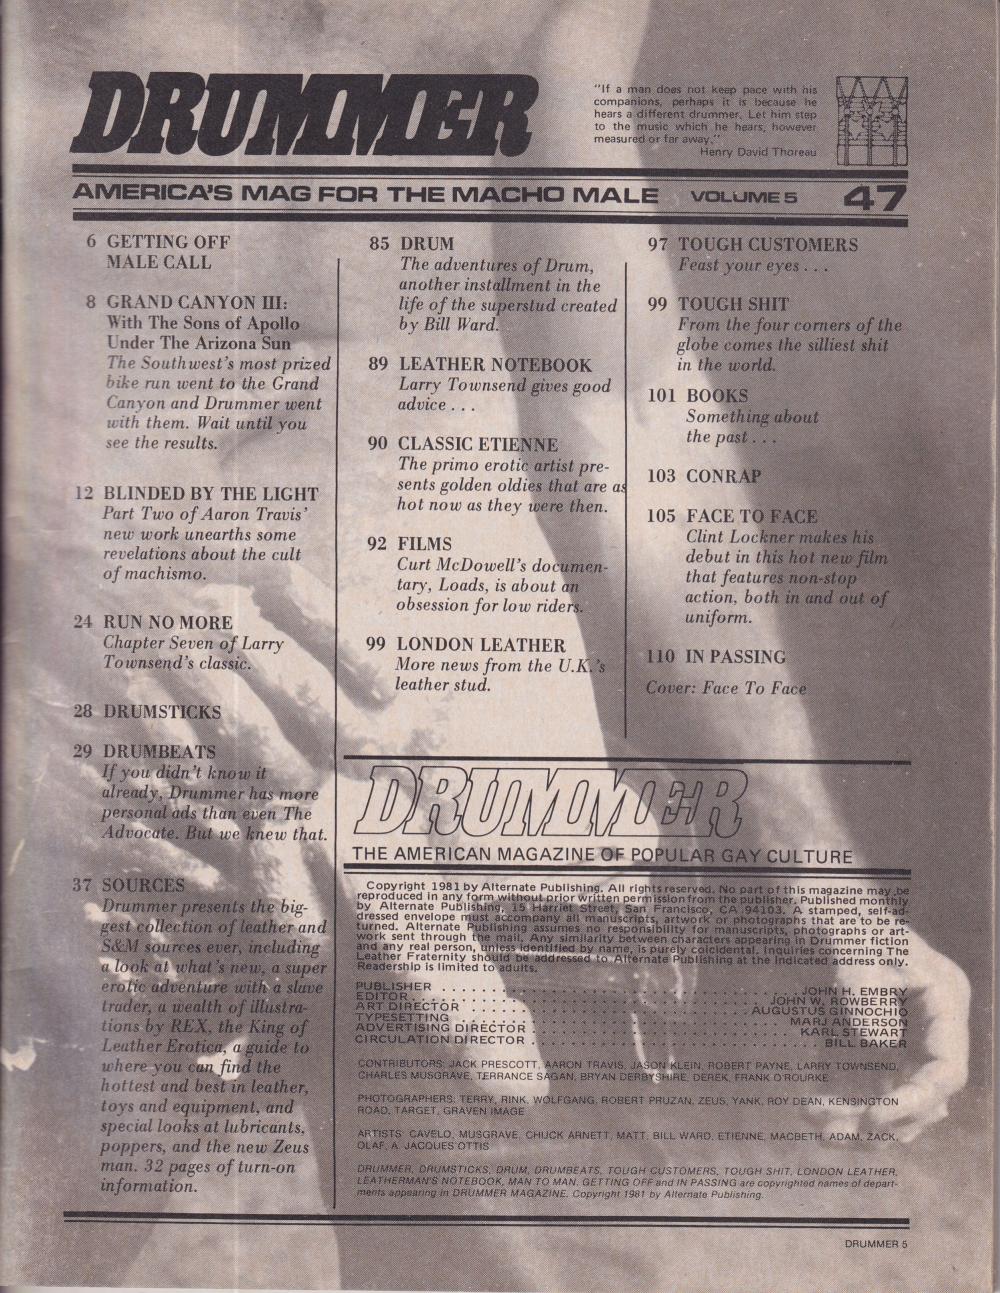 DRUMMER
"If a man does not keep pace with his
companions, perhaps it is because he
hears a different drummer. Let him step
to the music which he hears, however
measured or far away."
Henry David Thoreau
AMERICA'S MAG FOR THE MACHO MALE VOLUME 5 47
6 GETTING OFF
MALE CALL
8 GRAND CANYON III:
With The Sons of Apollo
Under The Arizona Sun
The Southwest's most prized
bike run went to the Grand
Canyon and Drummer went
with them. Wait until you
see the results.
12 BLINDED BY THE LIGHT
Part Two of Aaron Travis'
new work unearths some
revelations about the cult
of machismo.
24 RUN NO MORE
Chapter Seven of Larry
Townsend's classic.
28 DRUMSTICKS
29 DRUMBEATS
If you didn't know it
already, Drummer has more
personal ads than even The
Advocate. But we knew that.
37 SOURCES
Drummer presents the big-
gest collection of leather and
S&M sources ever, including
a look at what's new, a super
erotic adventure with a slave
trader, a wealth of illustra-
tions by REX, the King of
Leather Erotica, a guide to
where you can find the
hottest and best in leather,
toys and equipment, and
special looks at lubricants,
poppers, and the new Zeus
man. 32 pages of turn-on
information.
85 DRUM
The adventures of Drum,
another installment in the
life of the superstud created
by Bill Ward.
89 LEATHER NOTEBOOK
Larry Townsend gives good
advice . . .
90 CLASSIC ETIENNE
The primo erotic artist pre-
sents golden oldies that are as
hot now as they were then.
92 FILMS
Curt McDowell's documen-
tary, Loads, is about an
obsession for low riders.
99 LONDON LEATHER
More news from the U.K.'s
leather stud.
97 TOUGH CUSTOMERS
Feast your eyes . . .
99 TOUGH SHIT
From the four corners of the
globe comes the silliest shit
in the world.
101 BOOKS
Something about
the past . . .
103 CONRAP
105 FACE TO FACE
Clint Lockner makes his
debut in this hot new film
that features non-stop
action, both in and out of
uniform.
110 IN PASSING
Cover: Face To Face
DRUMMER
THE AMERICAN MAGAZINE OF POPULAR GAY CULTURE
Copyright 1981 by Alternate Publishing. All rights reserved. No part of this magazine may be
reproduced in any form without prior written permission from the publisher. Published monthly
by Alternate Publishing, 15 Harriet Street, San Francisco, CA 94103. A stamped, self-ad-
dressed envelope must accompany all manuscripts, artwork or photographs that are to be re-
turned. Alternate Publishing assumes no responsibility for manuscripts, photographs or art-
work sent through the mail. Any similarity between characters appearing in Drummer fiction
and any real person, unless identified by name, is purely coicidental. Inquiries concerning The
Leather Fraternity should be addressed to Alternate Publishing at the indicated address only.
Readership is limited to adults.
PUBLISHER . . . . . . . . . . JOHN H. EMBRY
EDITOR . . . . . . . . . . JOHN W. ROWBERRY
ART DIRECTOR . . . . . . . . . . AUGUSTUS GINNOCHIO
TYPESETTING . . . . . . . . . . MARJ ANDERSON
ADVERTISING DIRECTOR . . . . . . . . . . KARL STEWART
CIRCULATION DIRECTOR . . . . . . . . . . BILL BAKER
CONTRIBUTORS: JACK PRESCOTT, AARON TRAVIS, JASON KLEIN, ROBERT PAYNE, LARRY TOWNSEND,
CHARLES MUSGRAVE, TERRANCE SAGAN, BRYAN DERBYSHIRE, DEREK, FRANK O'ROURKE
PHOTOGRAPHERS: TERRY, RINK, WOLFGANG, ROBERT PRUZAN, ZEUS, YANK, ROY DEAN, KENSINGTON
ROAD, TARGET, GRAVEN IMAGE
ARTISTS: CAVELO, MUSGRAVE, CHUCK ARNETT, MATT, BILL WARD, ETIENNE, MACBETH, ADAM, ZACK,
OLAF, A. JACQUES OTTIS
DRUMMER, DRUMSTICKS, DRUM, DRUMBEATS, TOUGH CUSTOMERS, TOUGH SHIT, LONDON LEATHER,
LEATHERMAN'S NOTEBOOK, MAN TO MAN, GETTING OFF and IN PASSING are copyrighted names of depart-
ments appearing in DRUMMER MAGAZINE. Copyright 1981 by Alternate Publishing.
DRUMMER 5